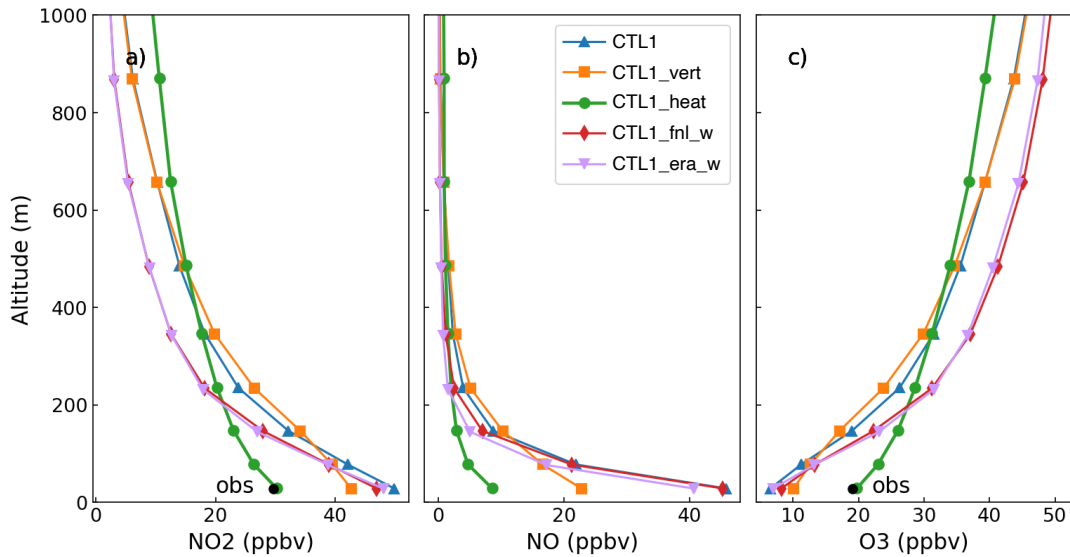 1000
800
600
400
200
0
Altitude (m)
a)
obs
0
20
40
NO2 (ppbv)
b)
CTL1
CTL1_vert
CTL1_heat
CTL1_fnl_w
CTL1_era_w
0
20
40
NO (ppbv)
c)
obs
10
20
30
40
50
O3 (ppbv)